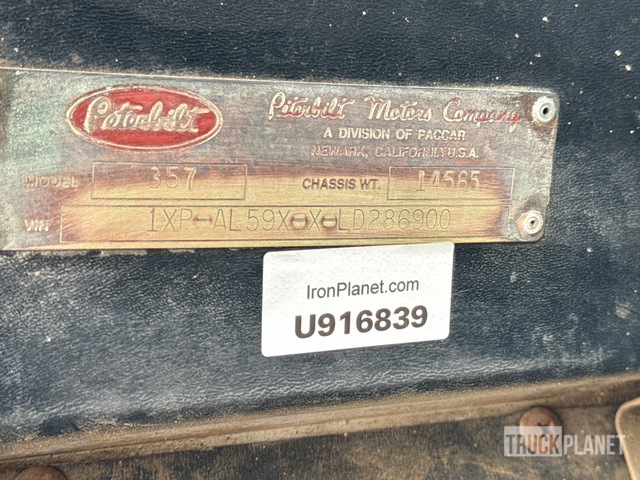 Peterbilt
Peterbilt Motors Company
A DIVISION OF PACCAR
NEWARK, CALIFORNIA U.S.A.
MODEL 357 CHASSIS WT. 14565
VIN 1XP-AL59X-X-LD286900
IronPlanet.com
U916839
TRUCKPLANET